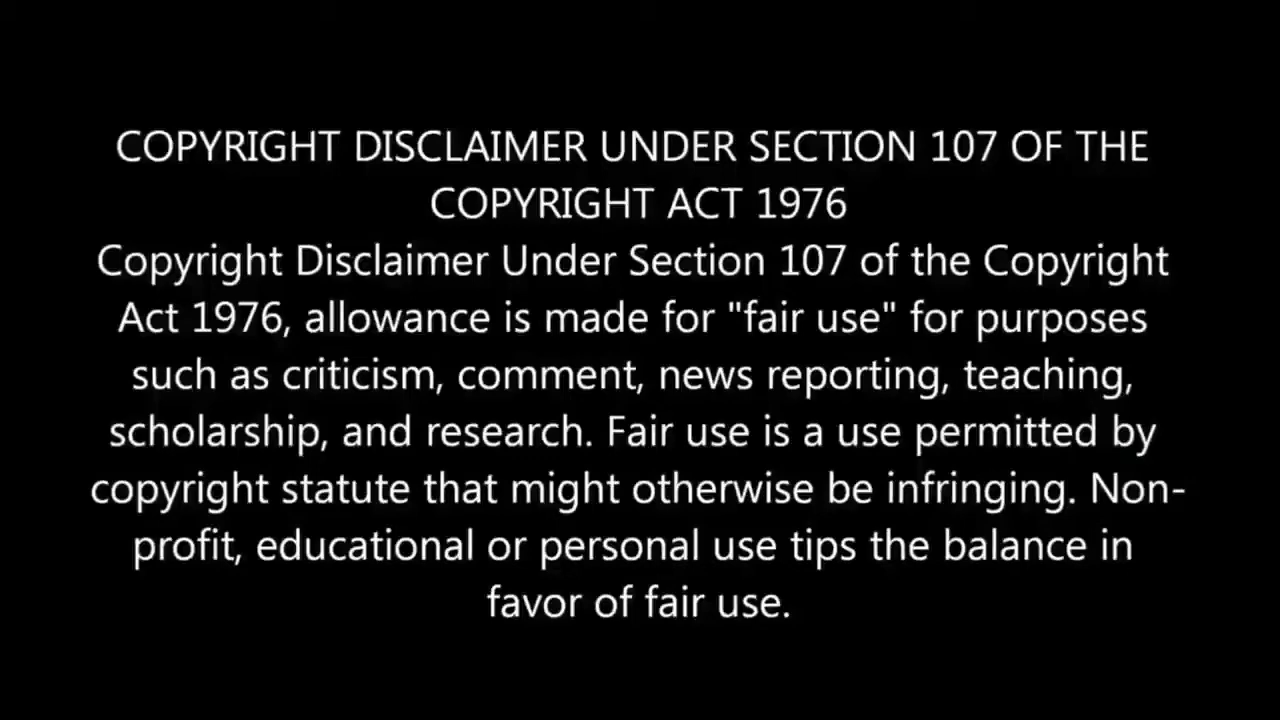 COPYRIGHT DISCLAIMER UNDER SECTION 107 OF THE
COPYRIGHT ACT 1976
Copyright Disclaimer Under Section 107 of the Copyright
Act 1976, allowance is made for "fair use" for purposes
such as criticism, comment, news reporting, teaching,
scholarship, and research. Fair use is a use permitted by
copyright statute that might otherwise be infringing. Non-
profit, educational or personal use tips the balance in
favor of fair use.